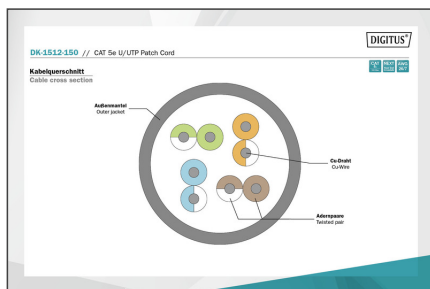 DIGITUS®
DK-1512-150 // CAT 5e U/UTP Patch Cord
Kabelquerschnitt
Cable cross section
Außenmantel
Outer jacket
Cu-Draht
Cu-Wire
Adernpaare
Twisted pair